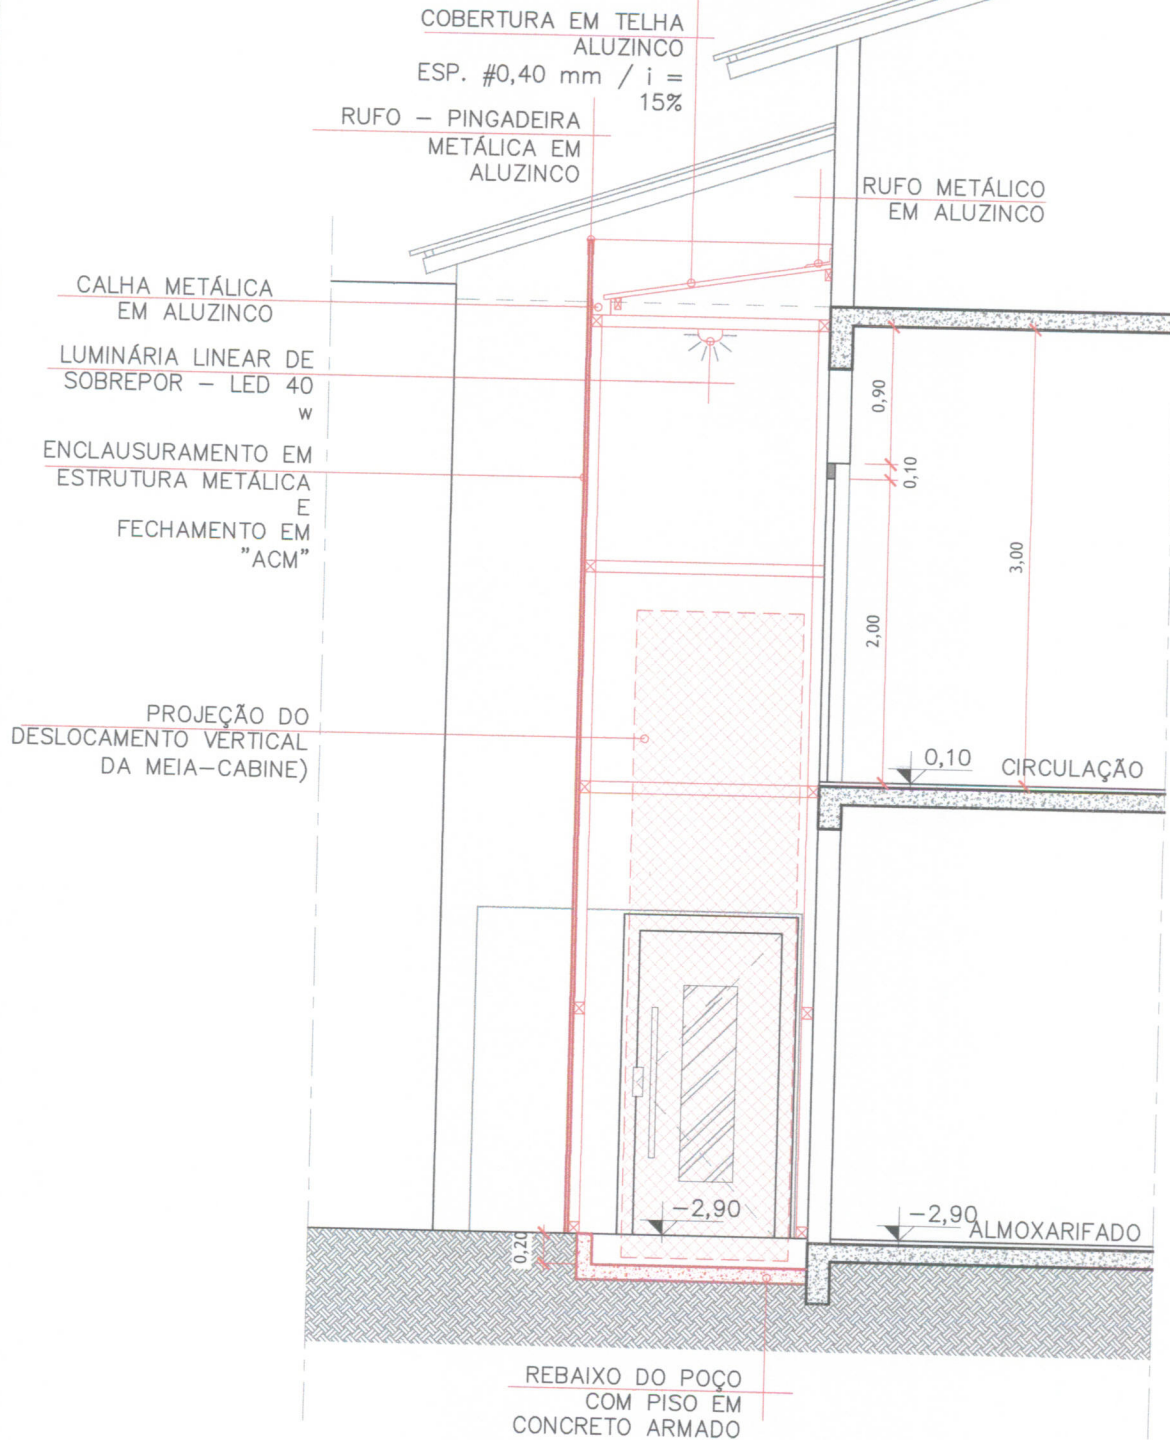 COBERTURA EM TELHA
ALUZINCO
ESP. #0,40 mm / i =
15%
RUFO – PINGADEIRA
METÁLICA EM
ALUZINCO
RUFO METÁLICO
EM ALUZINCO
CALHA METÁLICA
EM ALUZINCO
LUMINÁRIA LINEAR DE
SOBREPOR – LED 40
w
ENCLAUSURAMENTO EM
ESTRUTURA METÁLICA
E
FECHAMENTO EM
"ACM"
0,90
0,10
3,00
2,00
PROJEÇÃO DO
DESLOCAMENTO VERTICAL
DA MEIA–CABINE)
0,10
CIRCULAÇÃO
–2,90
–2,90
ALMOXARIFADO
0,20
REBAIXO DO POÇO
COM PISO EM
CONCRETO ARMADO